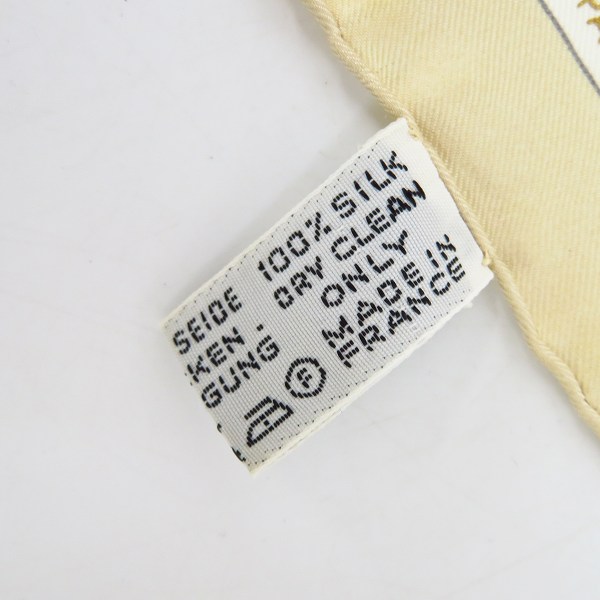 100% SILK
DRY CLEAN
ONLY
MADE IN
FRANCE
SEIDE
KEN -
GUNG
F